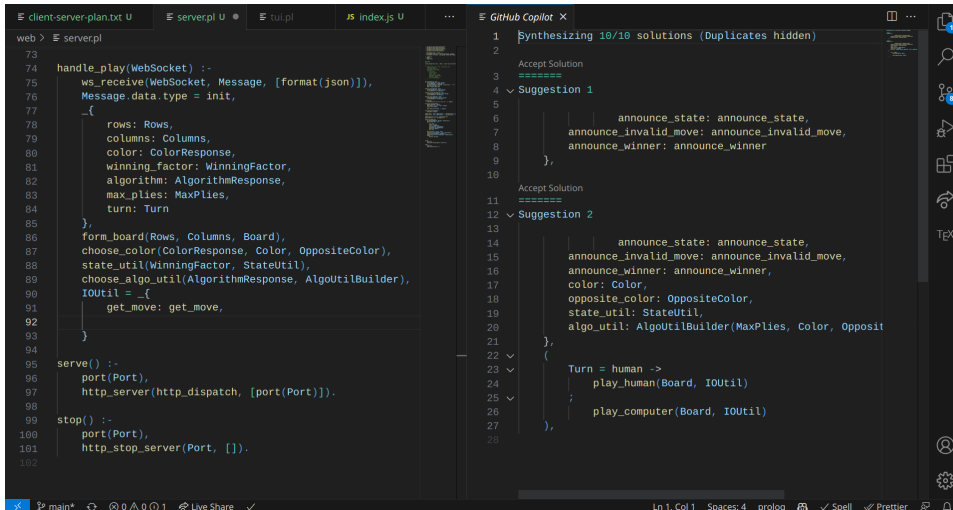 client-server-plan.txt U
server.pl U
tui.pl
JS index.js U
...
web > server.pl
73
74 handle_play(WebSocket) :-
75 ws_receive(WebSocket, Message, [format(json)]),
76 Message.data.type = init,
77 _{
78 rows: Rows,
79 columns: Columns,
80 color: ColorResponse,
81 winning_factor: WinningFactor,
82 algorithm: AlgorithmResponse,
83 max_plies: MaxPlies,
84 turn: Turn
85 },
86 form_board(Rows, Columns, Board),
87 choose_color(ColorResponse, Color, OppositeColor),
88 state_util(WinningFactor, StateUtil),
89 choose_algo_util(AlgorithmResponse, AlgoUtilBuilder),
90 IOUtil = _{
91 get_move: get_move,
92
93 }
94
95 serve() :-
96 port(Port),
97 http_server(http_dispatch, [port(Port)]).
98
99 stop() :-
100 port(Port),
101 http_stop_server(Port, []).
102
GitHub Copilot
...
1 Synthesizing 10/10 solutions (Duplicates hidden)
2
Accept Solution
3 =======
4 Suggestion 1
5
6 announce_state: announce_state,
7 announce_invalid_move: announce_invalid_move,
8 announce_winner: announce_winner
9 },
10
Accept Solution
11 =======
12 Suggestion 2
13
14 announce_state: announce_state,
15 announce_invalid_move: announce_invalid_move,
16 announce_winner: announce_winner,
17 color: Color,
18 opposite_color: OppositeColor,
19 state_util: StateUtil,
20 algo_util: AlgoUtilBuilder(MaxPlies, Color, Opposit
21 },
22 (
23 Turn = human ->
24 play_human(Board, IOUtil)
25 ;
26 play_computer(Board, IOUtil)
27 ),
28
TEX
main* 0 0 1 Live Share
Ln 1, Col 1 Spaces: 4 prolog Spell Prettier